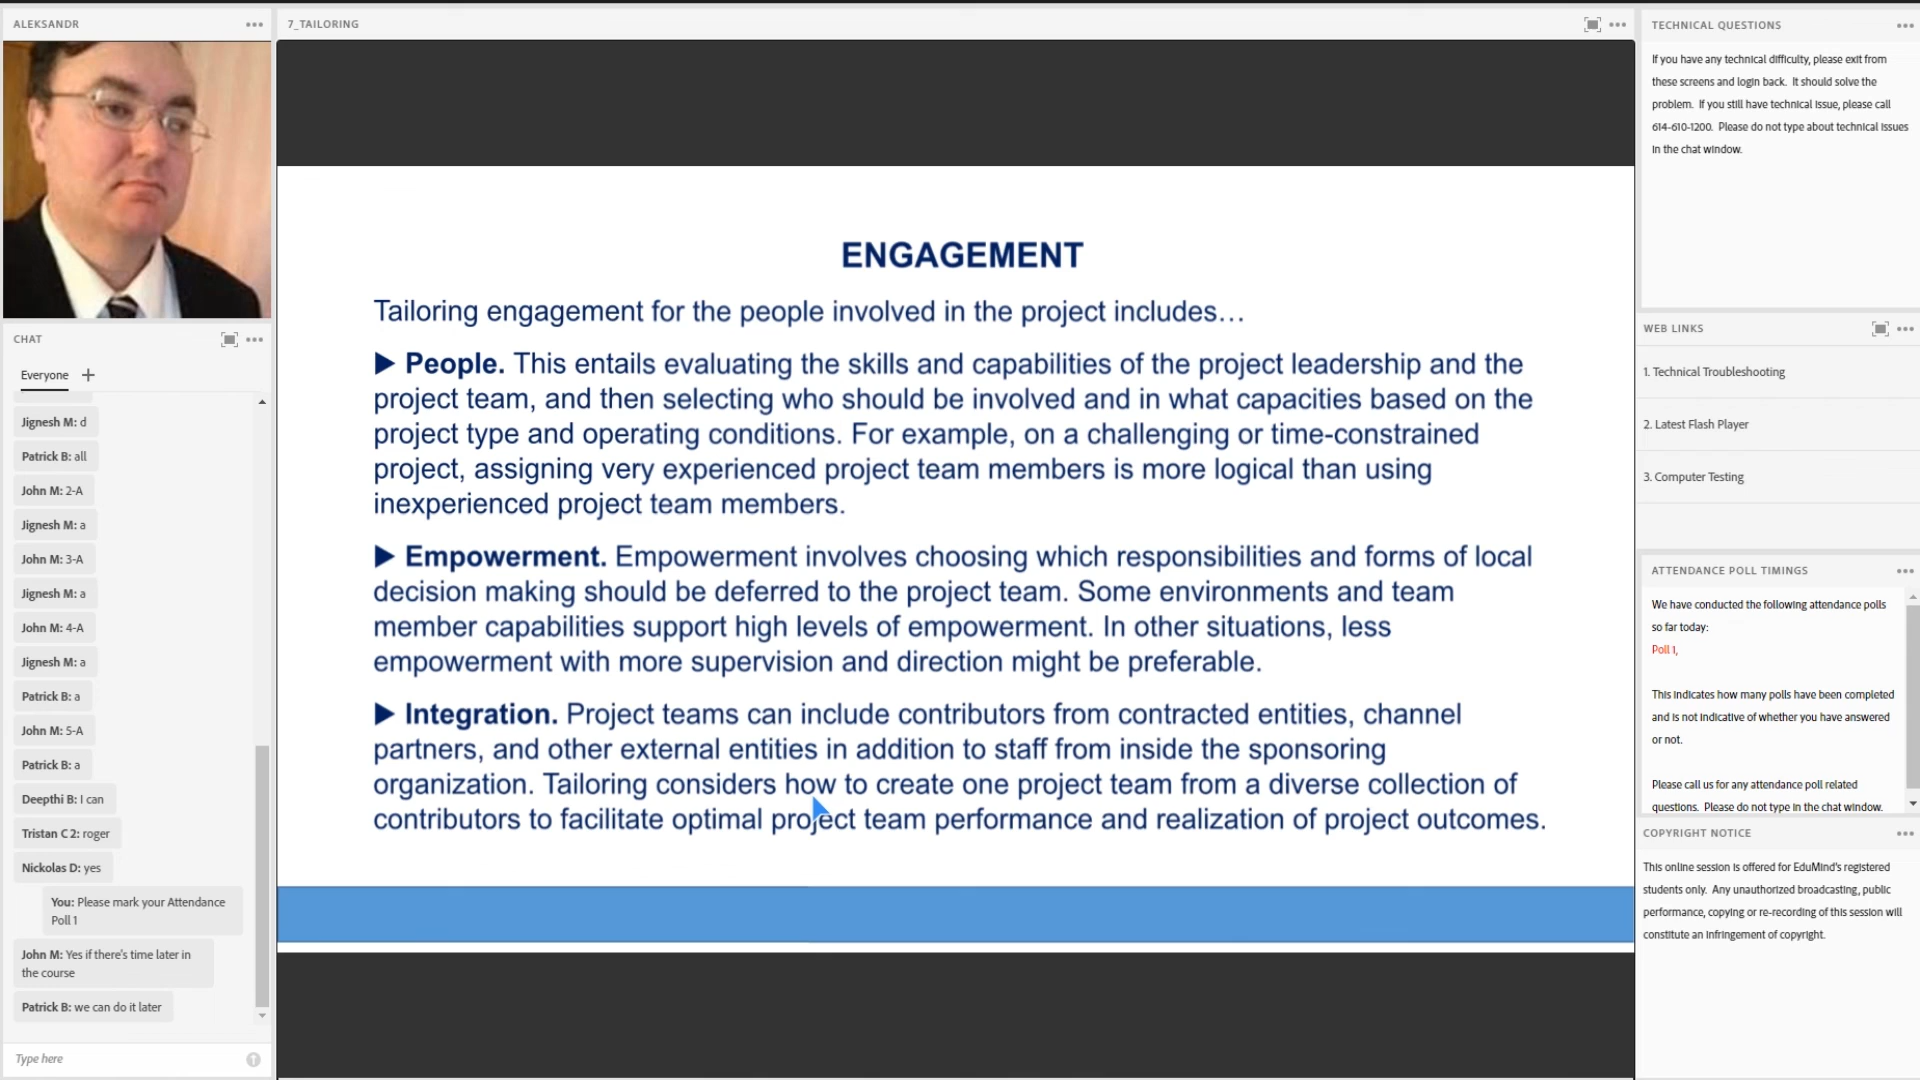 ALEKSANDR
CHAT
Everyone
Jignesh M: d
Patrick B: all
John M: 2-A
Jignesh M: a
John M: 3-A
Jignesh M: a
John M: 4-A
Jignesh M: a
Patrick B: a
John M: 5-A
Patrick B: a
Deepthi B: I can
Tristan C 2: roger
Nickolas D: yes
You: Please mark your Attendance
Poll 1
John M: Yes if there's time later in
the course
Patrick B: we can do it later
Type here
7_TAILORING
ENGAGEMENT
Tailoring engagement for the people involved in the project includes…
▶ People. This entails evaluating the skills and capabilities of the project leadership and the
project team, and then selecting who should be involved and in what capacities based on the
project type and operating conditions. For example, on a challenging or time-constrained
project, assigning very experienced project team members is more logical than using
inexperienced project team members.
▶ Empowerment. Empowerment involves choosing which responsibilities and forms of local
decision making should be deferred to the project team. Some environments and team
member capabilities support high levels of empowerment. In other situations, less
empowerment with more supervision and direction might be preferable.
▶ Integration. Project teams can include contributors from contracted entities, channel
partners, and other external entities in addition to staff from inside the sponsoring
organization. Tailoring considers how to create one project team from a diverse collection of
contributors to facilitate optimal project team performance and realization of project outcomes.
TECHNICAL QUESTIONS
If you have any technical difficulty, please exit from
these screens and login back. It should solve the
problem. If you still have technical issue, please call
614-610-1200. Please do not type about technical issues
in the chat window.
WEB LINKS
1. Technical Troubleshooting
2. Latest Flash Player
3. Computer Testing
ATTENDANCE POLL TIMINGS
We have conducted the following attendance polls
so far today:
Poll 1,
This indicates how many polls have been completed
and is not indicative of whether you have answered
or not.
Please call us for any attendance poll related
questions. Please do not type in the chat window.
COPYRIGHT NOTICE
This online session is offered for EduMind's registered
students only. Any unauthorized broadcasting, public
performance, copying or re-recording of this session will
constitute an infringement of copyright.